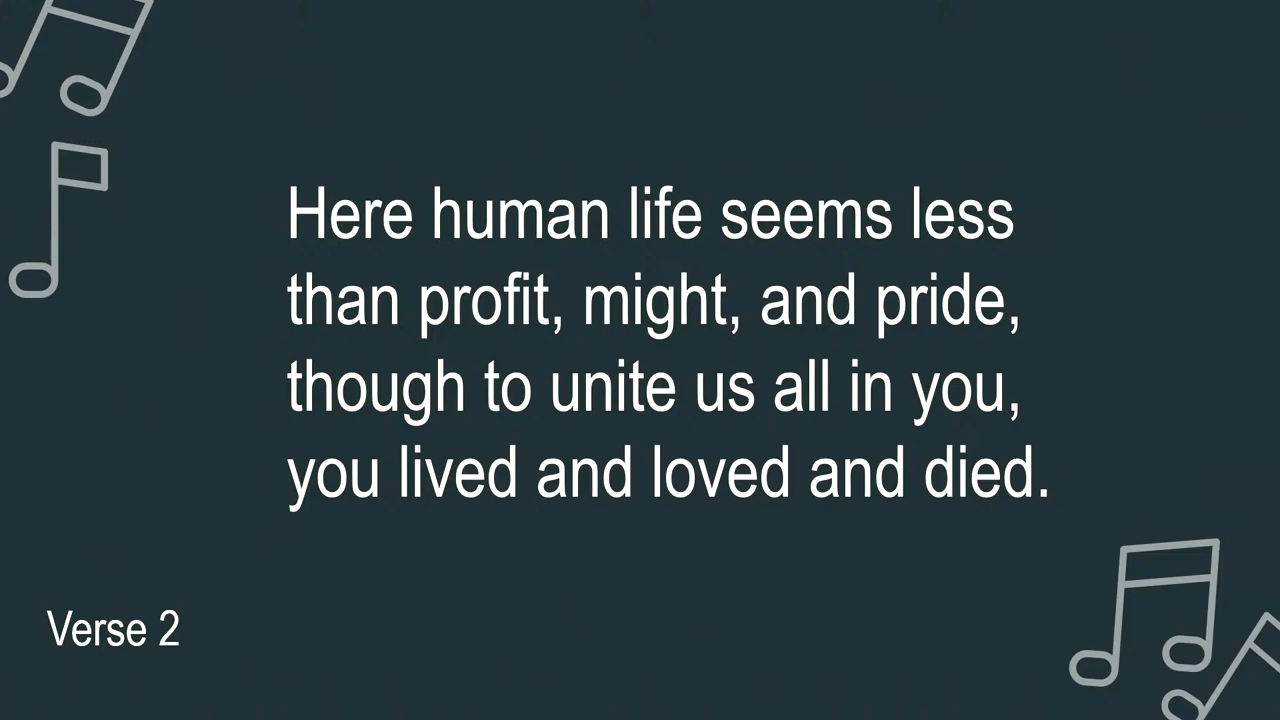 Here human life seems less
than profit, might, and pride,
though to unite us all in you,
you lived and loved and died.
Verse 2